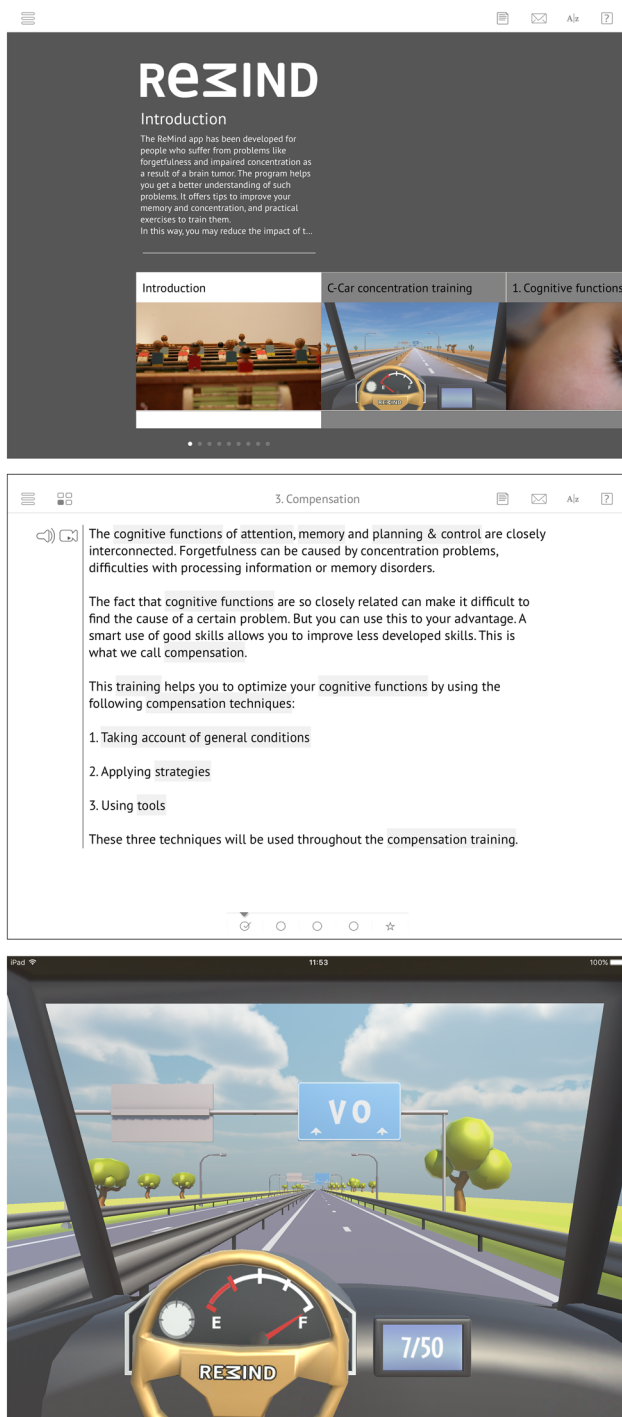 A|z
?
ReMIND
Introduction
The ReMind app has been developed for
people who suffer from problems like
forgetfulness and impaired concentration as
a result of a brain tumor. The program helps
you get a better understanding of such
problems. It offers tips to improve your
memory and concentration, and practical
exercises to train them.
In this way, you may reduce the impact of t...
Introduction
C-Car concentration training
1. Cognitive functions
E
F
REMIND
3. Compensation
A|z
?
The cognitive functions of attention, memory and planning & control are closely
interconnected. Forgetfulness can be caused by concentration problems,
difficulties with processing information or memory disorders.
The fact that cognitive functions are so closely related can make it difficult to
find the cause of a certain problem. But you can use this to your advantage. A
smart use of good skills allows you to improve less developed skills. This is
what we call compensation.
This training helps you to optimize your cognitive functions by using the
following compensation techniques:
1. Taking account of general conditions
2. Applying strategies
3. Using tools
These three techniques will be used throughout the compensation training.
iPad
11:53
100%
VO
E
F
7/50
REMIND